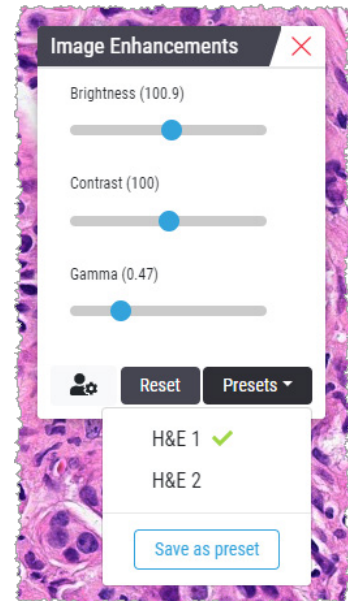 Image Enhancements
Brightness (100.9)
Contrast (100)
Gamma (0.47)
Reset Presets
H&E 1
H&E 2
Save as preset